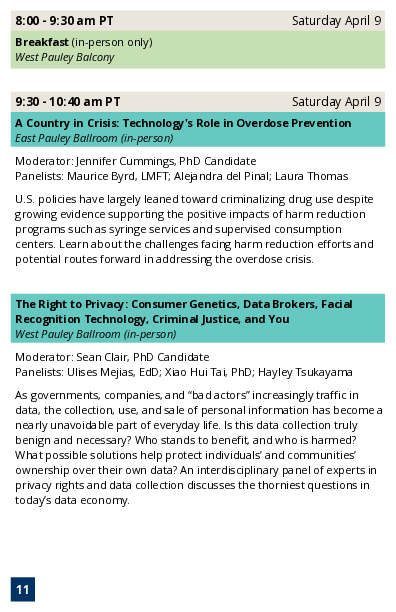 8:00 - 9:30 am PT Saturday April 9
Breakfast (in-person only)
West Pauley Balcony
9:30 - 10:40 am PT Saturday April 9
A Country in Crisis: Technology's Role in Overdose Prevention
East Pauley Ballroom (in-person)
Moderator: Jennifer Cummings, PhD Candidate
Panelists: Maurice Byrd, LMFT; Alejandra del Pinal; Laura Thomas
U.S. policies have largely leaned toward criminalizing drug use despite
growing evidence supporting the positive impacts of harm reduction
programs such as syringe services and supervised consumption
centers. Learn about the challenges facing harm reduction efforts and
potential routes forward in addressing the overdose crisis.
The Right to Privacy: Consumer Genetics, Data Brokers, Facial
Recognition Technology, Criminal Justice, and You
West Pauley Ballroom (in-person)
Moderator: Sean Clair, PhD Candidate
Panelists: Ulises Mejias, EdD; Xiao Hui Tai, PhD; Hayley Tsukayama
As governments, companies, and “bad actors” increasingly traffic in
data, the collection, use, and sale of personal information has become a
nearly unavoidable part of everyday life. Is this data collection truly
benign and necessary? Who stands to benefit, and who is harmed?
What possible solutions help protect individuals’ and communities’
ownership over their own data? An interdisciplinary panel of experts in
privacy rights and data collection discusses the thorniest questions in
today’s data economy.
11